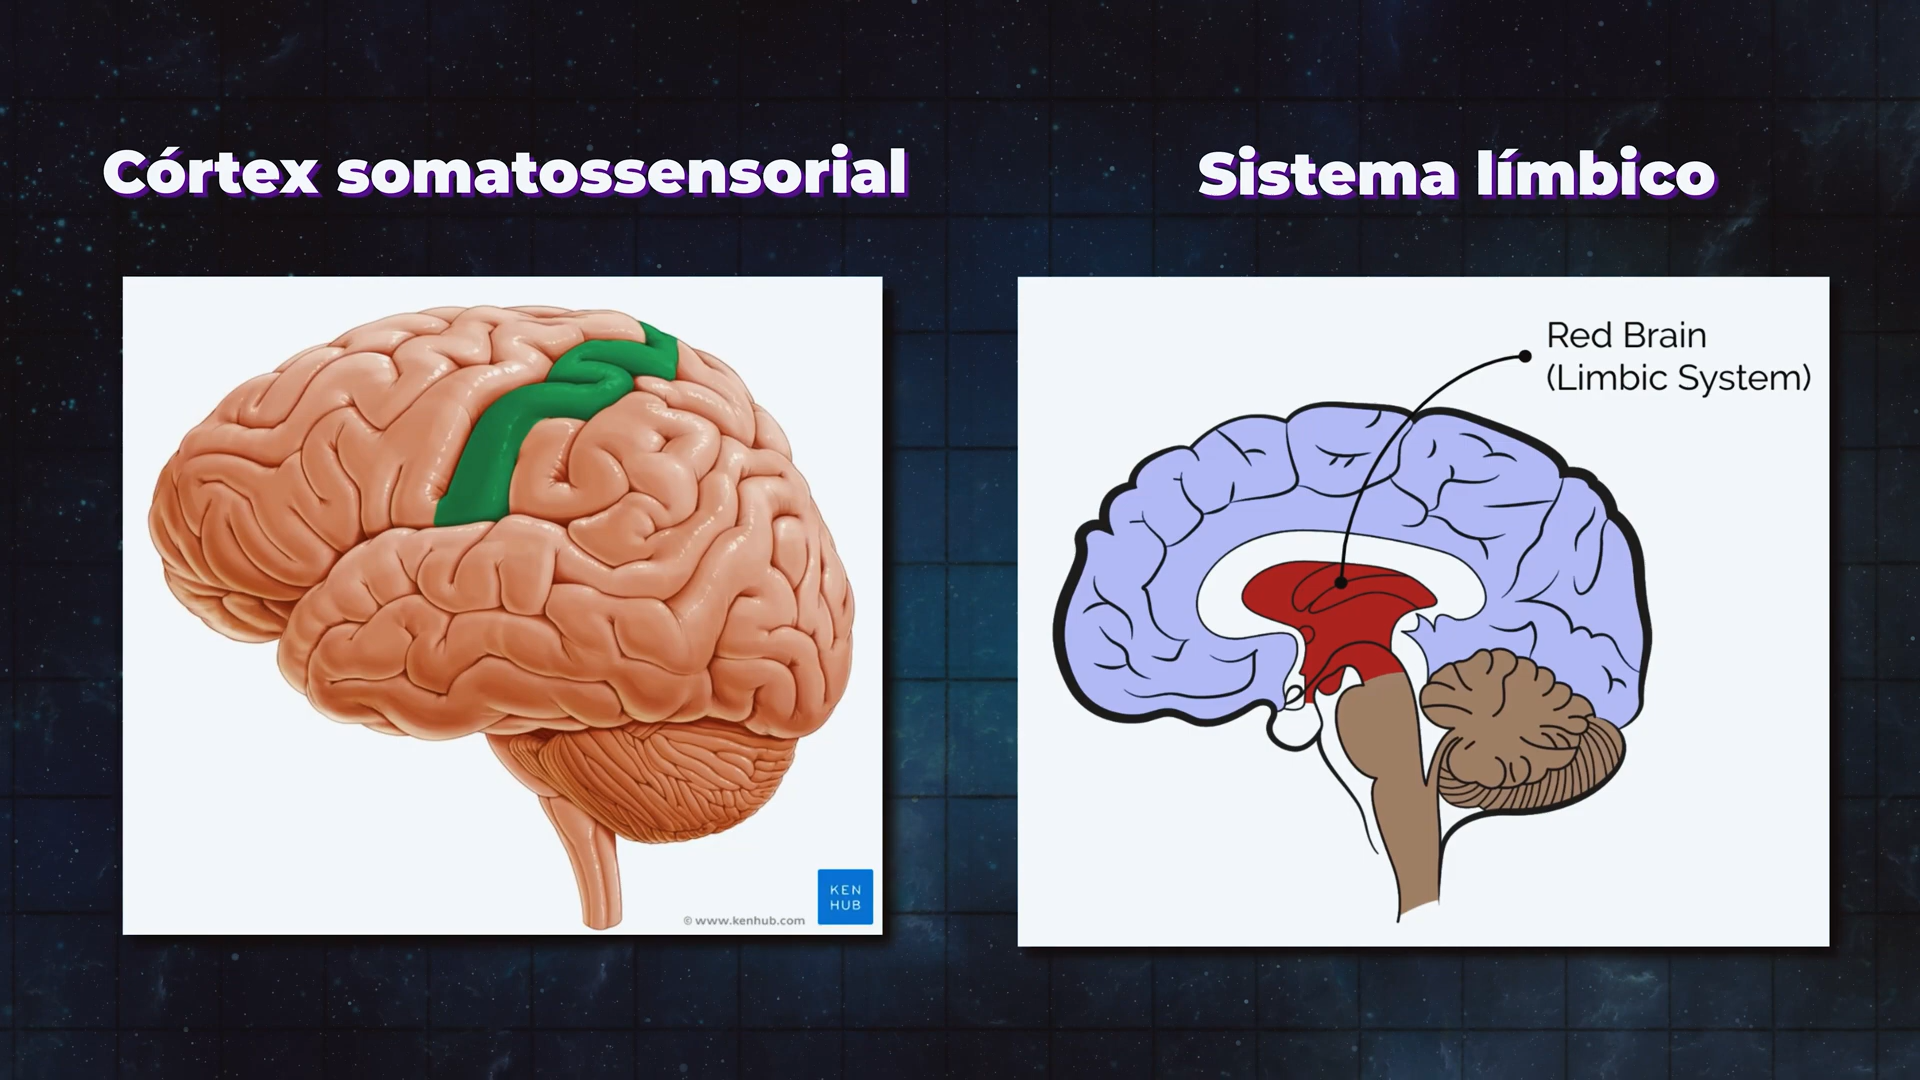 Córtex somatossensorial
Sistema límbico
Red Brain
(Limbic System)
KEN
HUB
© www.kenhub.com